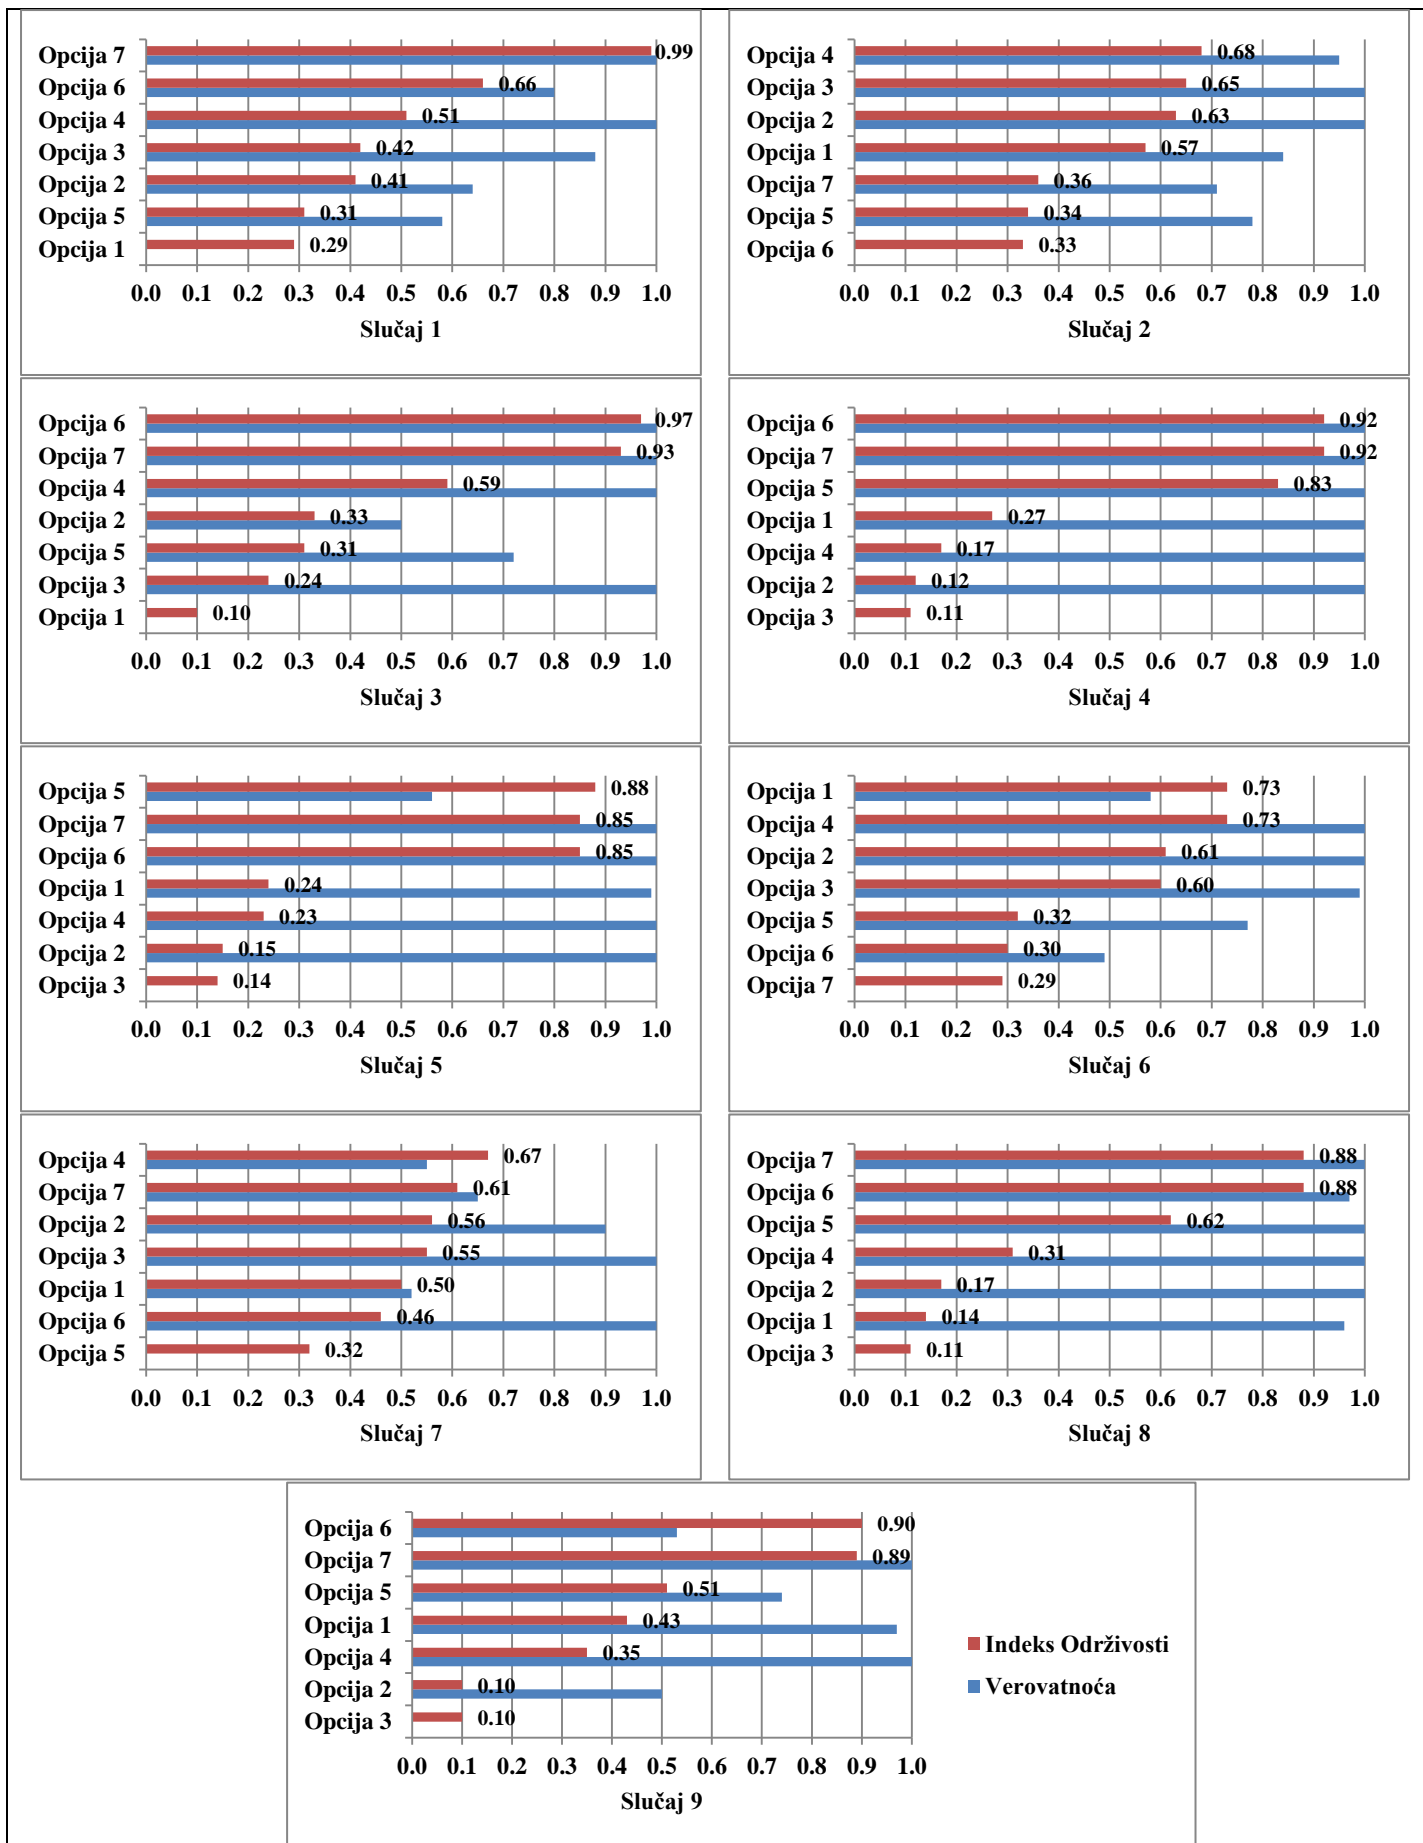 Opcija 7 0.99
Opcija 6 0.66
Opcija 4 0.51
Opcija 3 0.42
Opcija 2 0.41
Opcija 5 0.31
Opcija 1 0.29
0.0 0.1 0.2 0.3 0.4 0.5 0.6 0.7 0.8 0.9 1.0
Slučaj 1
Opcija 4 0.68
Opcija 3 0.65
Opcija 2 0.63
Opcija 1 0.57
Opcija 7 0.36
Opcija 5 0.34
Opcija 6 0.33
0.0 0.1 0.2 0.3 0.4 0.5 0.6 0.7 0.8 0.9 1.0
Slučaj 2
Opcija 6 0.97
Opcija 7 0.93
Opcija 4 0.59
Opcija 2 0.33
Opcija 5 0.31
Opcija 3 0.24
Opcija 1 0.10
0.0 0.1 0.2 0.3 0.4 0.5 0.6 0.7 0.8 0.9 1.0
Slučaj 3
Opcija 6 0.92
Opcija 7 0.92
Opcija 5 0.83
Opcija 1 0.27
Opcija 4 0.17
Opcija 2 0.12
Opcija 3 0.11
0.0 0.1 0.2 0.3 0.4 0.5 0.6 0.7 0.8 0.9 1.0
Slučaj 4
Opcija 5 0.88
Opcija 7 0.85
Opcija 6 0.85
Opcija 1 0.24
Opcija 4 0.23
Opcija 2 0.15
Opcija 3 0.14
0.0 0.1 0.2 0.3 0.4 0.5 0.6 0.7 0.8 0.9 1.0
Slučaj 5
Opcija 1 0.73
Opcija 4 0.73
Opcija 2 0.61
Opcija 3 0.60
Opcija 5 0.32
Opcija 6 0.30
Opcija 7 0.29
0.0 0.1 0.2 0.3 0.4 0.5 0.6 0.7 0.8 0.9 1.0
Slučaj 6
Opcija 4 0.67
Opcija 7 0.61
Opcija 2 0.56
Opcija 3 0.55
Opcija 1 0.50
Opcija 6 0.46
Opcija 5 0.32
0.0 0.1 0.2 0.3 0.4 0.5 0.6 0.7 0.8 0.9 1.0
Slučaj 7
Opcija 7 0.88
Opcija 6 0.88
Opcija 5 0.62
Opcija 4 0.31
Opcija 2 0.17
Opcija 1 0.14
Opcija 3 0.11
0.0 0.1 0.2 0.3 0.4 0.5 0.6 0.7 0.8 0.9 1.0
Slučaj 8
Opcija 6 0.90
Opcija 7 0.89
Opcija 5 0.51
Opcija 1 0.43
Opcija 4 0.35
Opcija 2 0.10
Opcija 3 0.10
0.0 0.1 0.2 0.3 0.4 0.5 0.6 0.7 0.8 0.9 1.0
Slučaj 9
Indeks Održivosti
Verovatnoća